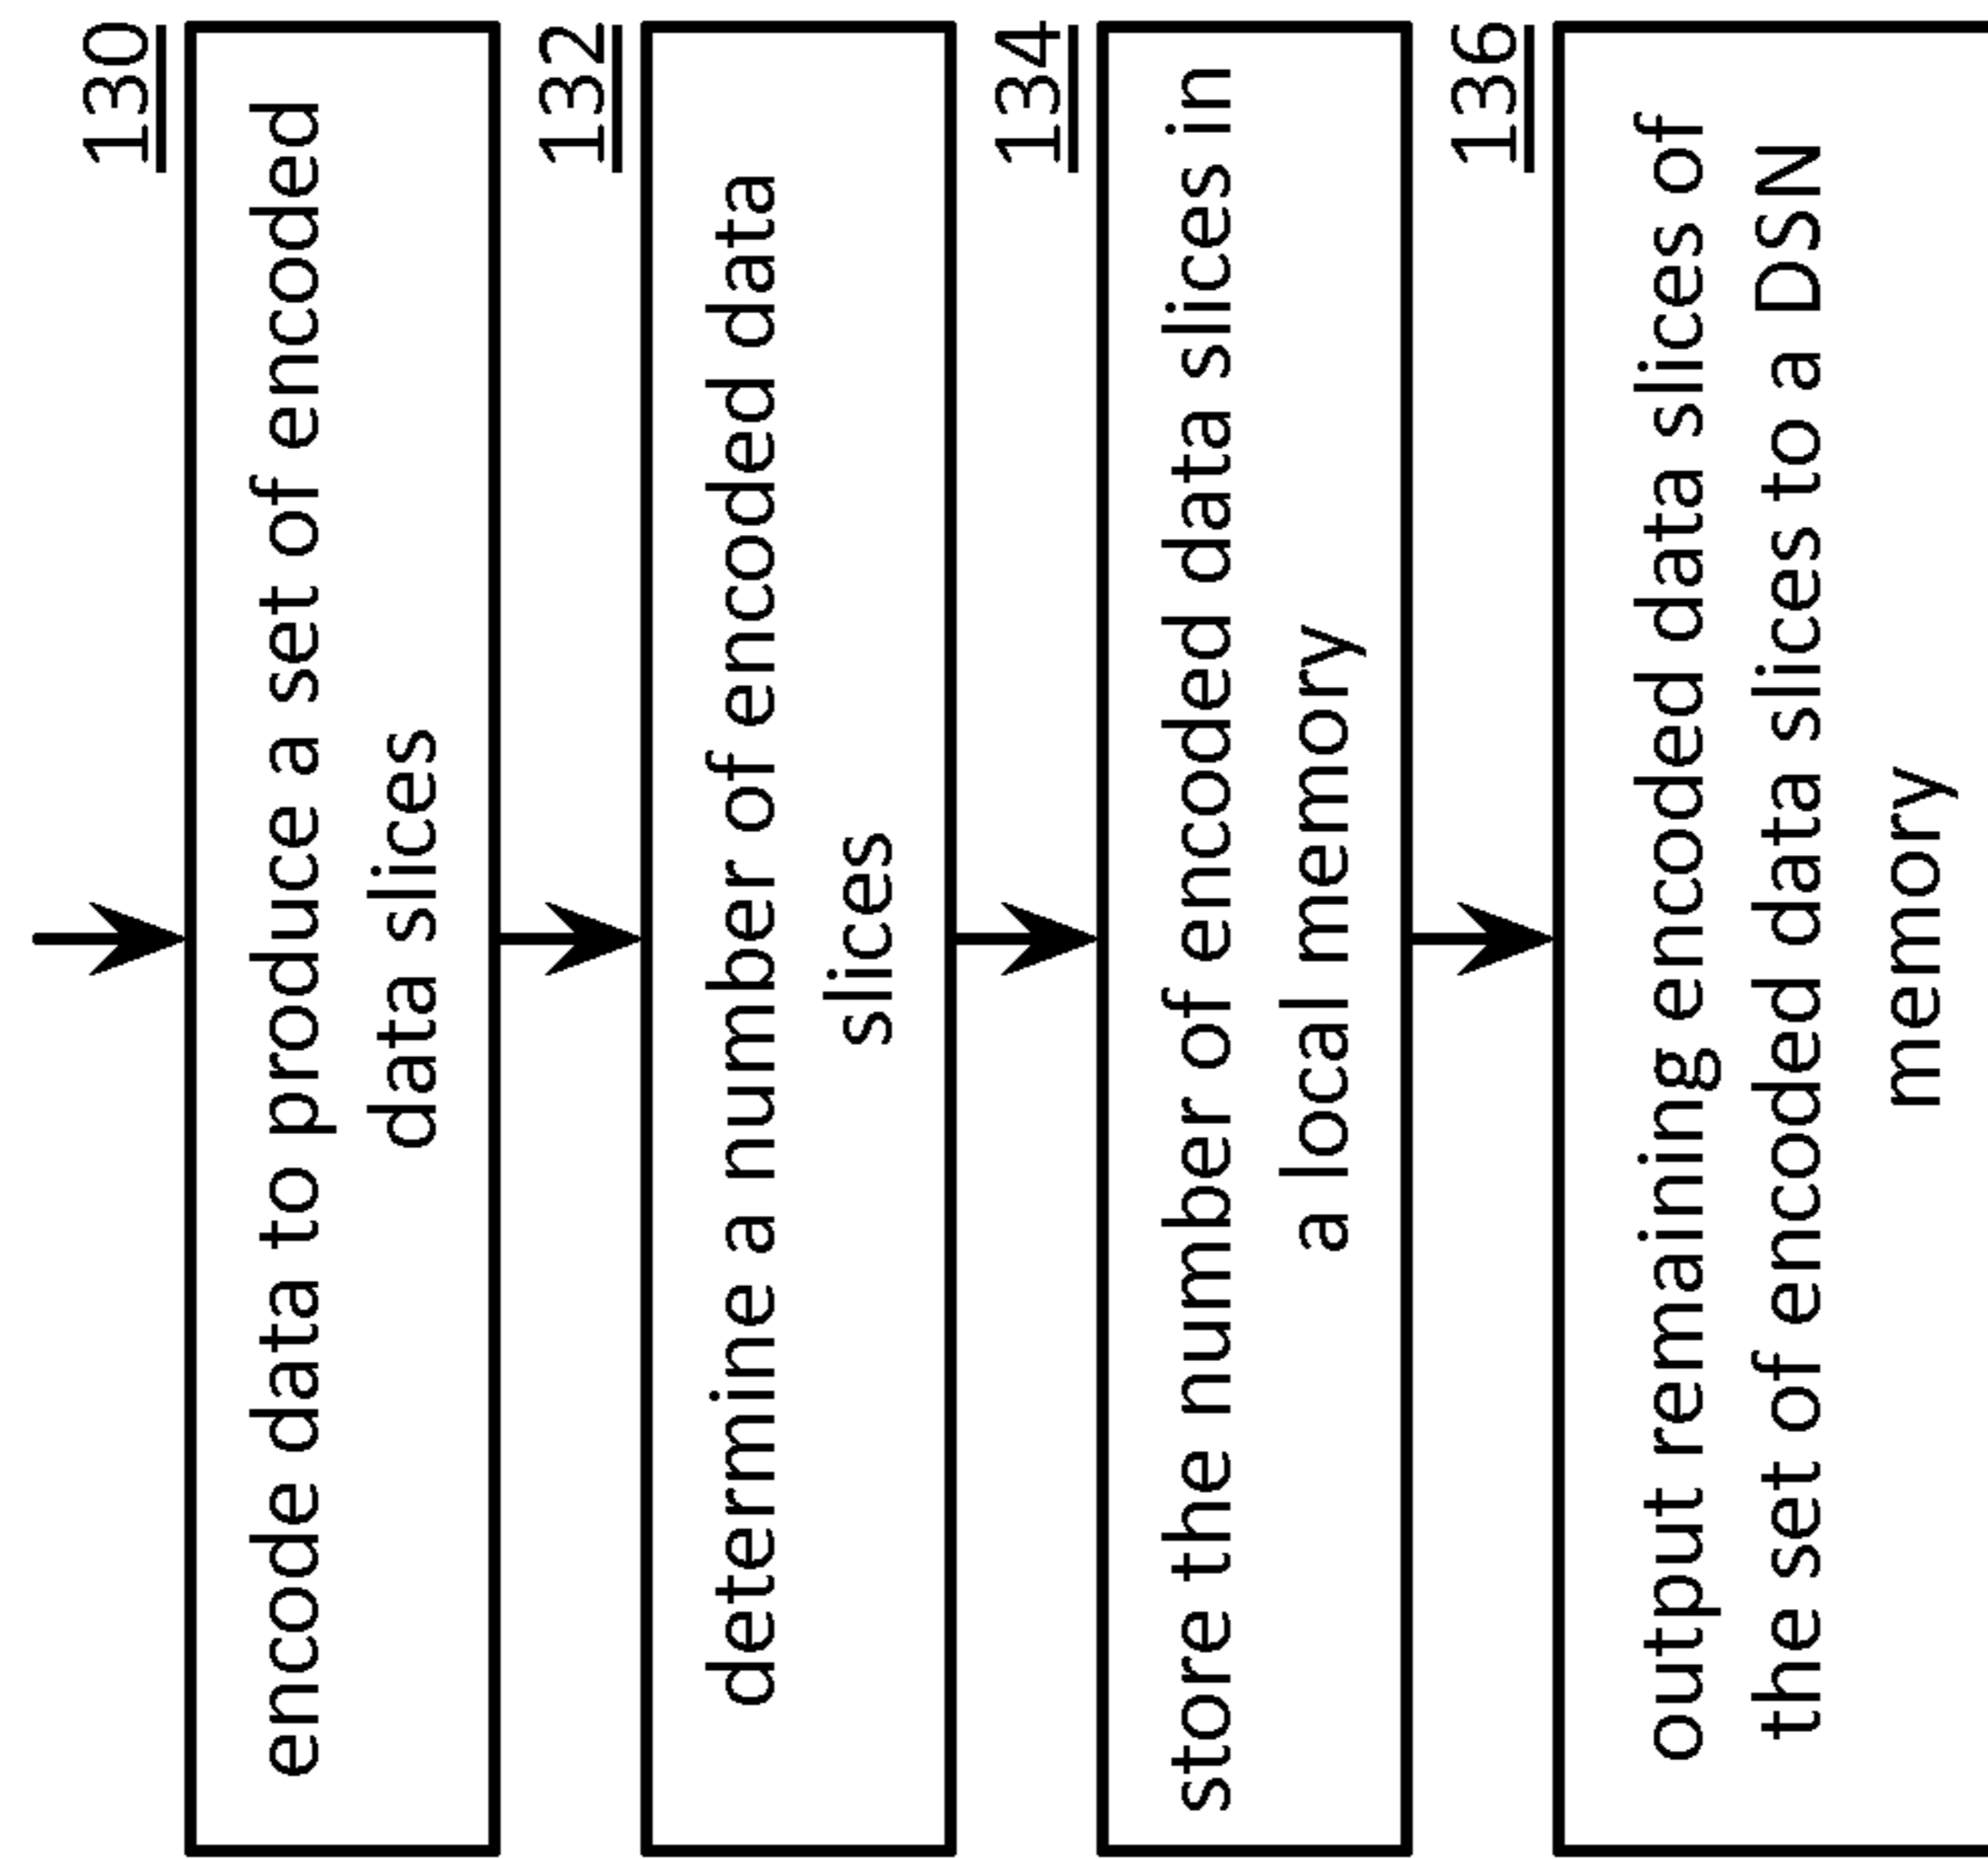 130
encode data to produce a set of encoded
data slices
132
determine a number of encoded data
slices
134
store the number of encoded data slices in
a local memory
136
output remaining encoded data slices of
the set of encoded data slices to a DSN
memory